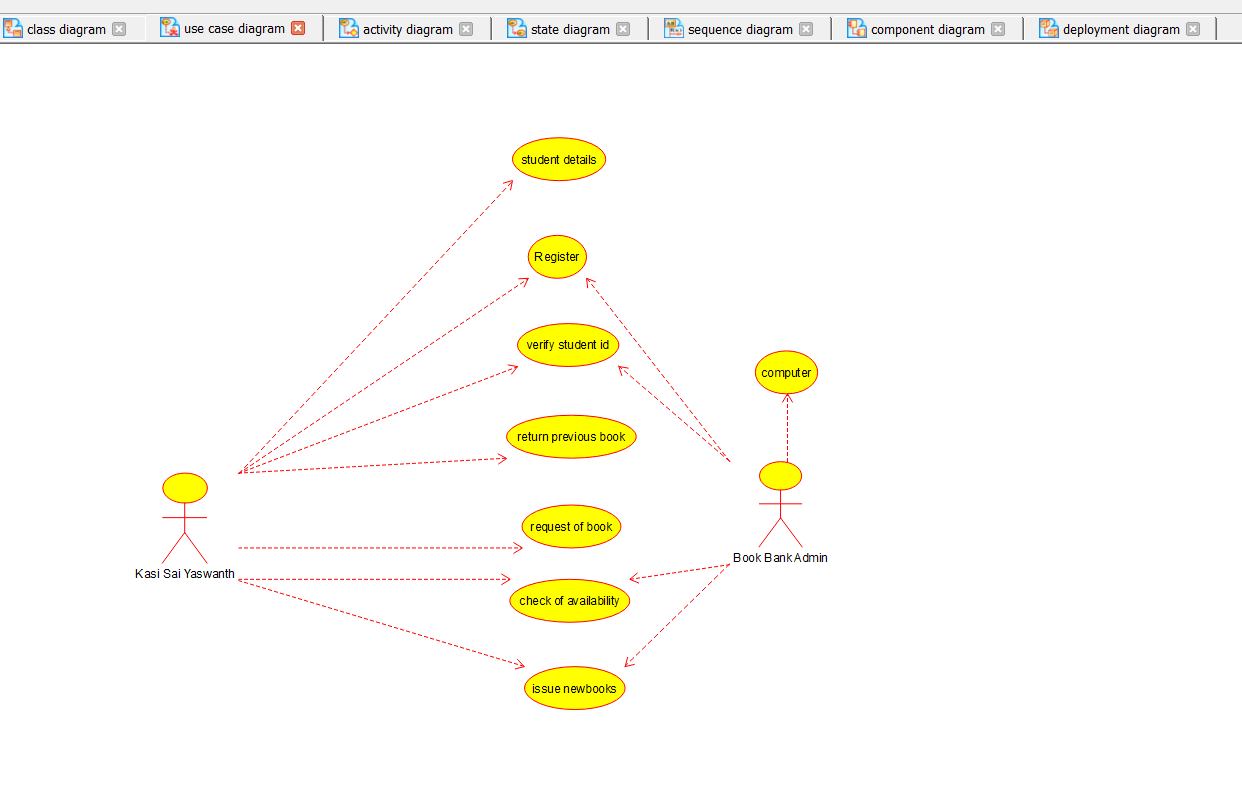 class diagram
use case diagram
activity diagram
state diagram
sequence diagram
component diagram
deployment diagram
student details
Register
verify student id
computer
return previous book
request of book
Book Bank Admin
Kasi Sai Yaswanth
check of availability
issue newbooks